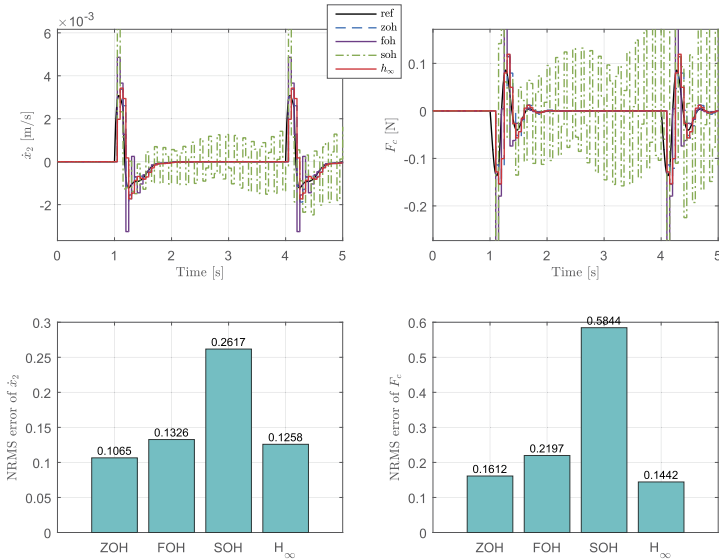 ×10⁻³
6
4
2
0
-2
ẋ₂ [m/s]
0 1 2 3 4 5
Time [s]
ref
zoh
foh
soh
h∞
0.1
0
-0.1
-0.2
F_c [N]
0 1 2 3 4 5
Time [s]
0.3
0.25
0.2
0.15
0.1
0.05
0
NRMS error of ẋ₂
0.1065
0.1326
0.2617
0.1258
ZOH FOH SOH H∞
0.6
0.5
0.4
0.3
0.2
0.1
0
NRMS error of F_c
0.1612
0.2197
0.5844
0.1442
ZOH FOH SOH H∞